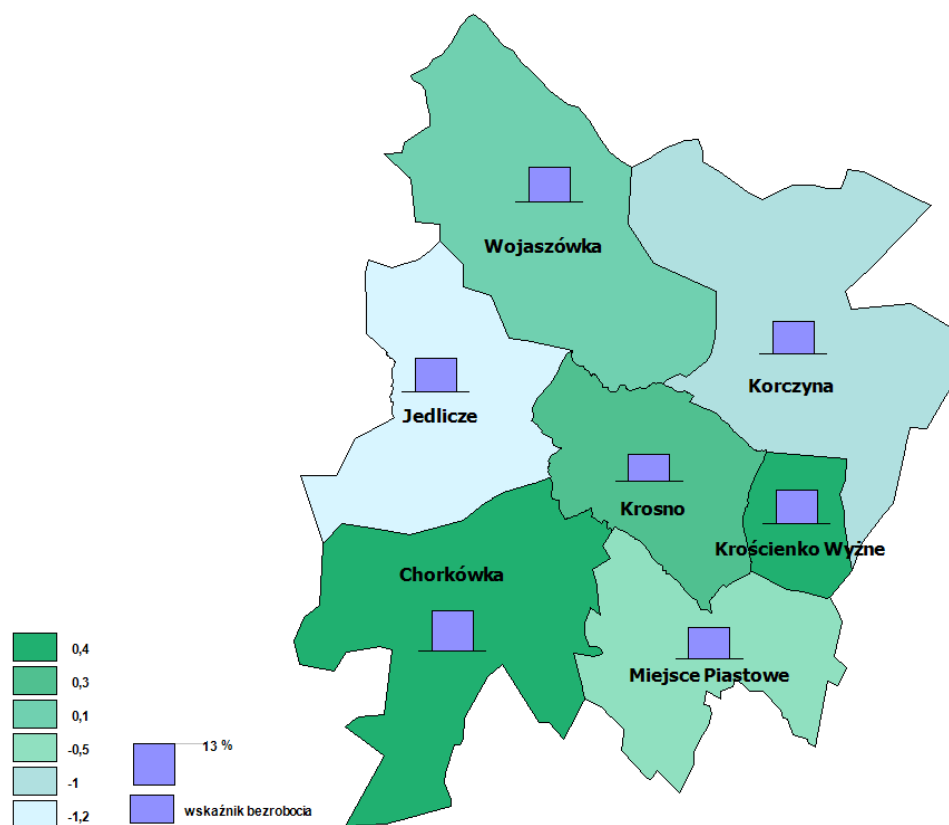 Wojaszówka
Korczyna
Jedlicze
Krosno
Krościenko Wyżne
Chorkówka
Miejsce Piastowe
0,4
0,3
0,1
-0,5
-1
-1,2
13 %
wskaźnik bezrobocia